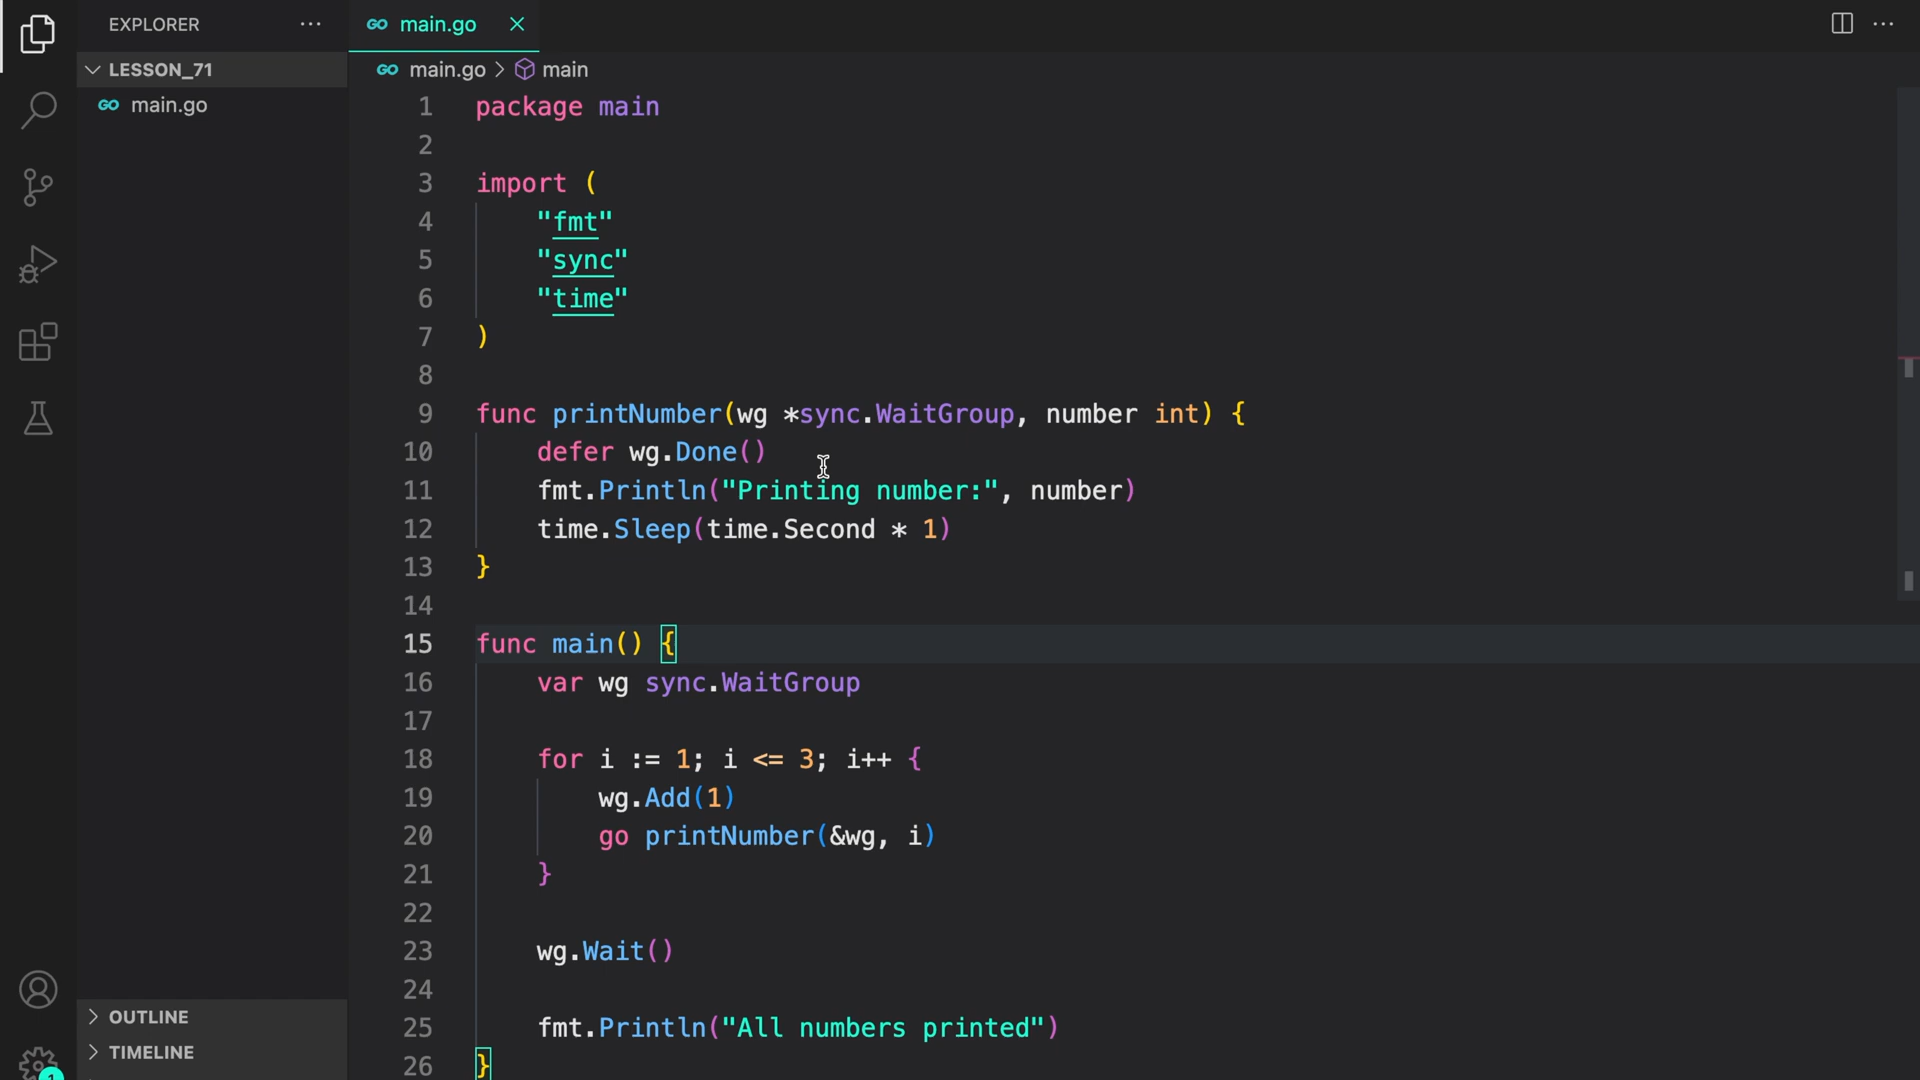 EXPLORER
LESSON_71
main.go
OUTLINE
TIMELINE
1
main.go
main.go > main
1 package main
2
3 import (
4 "fmt"
5 "sync"
6 "time"
7 )
8
9 func printNumber(wg *sync.WaitGroup, number int) {
10 defer wg.Done()
11 fmt.Println("Printing number:", number)
12 time.Sleep(time.Second * 1)
13 }
14
15 func main() {
16 var wg sync.WaitGroup
17
18 for i := 1; i <= 3; i++ {
19 wg.Add(1)
20 go printNumber(&wg, i)
21 }
22
23 wg.Wait()
24
25 fmt.Println("All numbers printed")
26 }